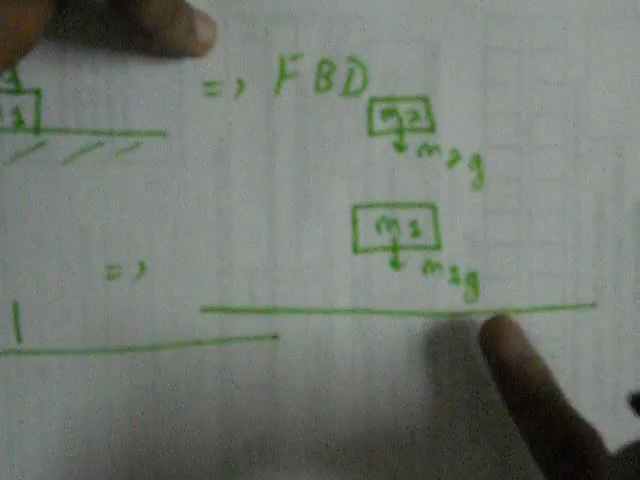 => FBD
m2
m2g
m1
=>
m1g